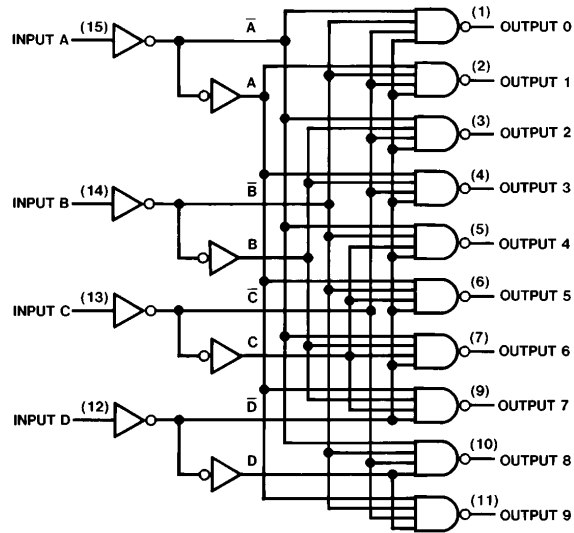 (1)
OUTPUT 0
INPUT A (15) A̅
(2)
A OUTPUT 1
(3)
OUTPUT 2
(4)
INPUT B (14) B̅ OUTPUT 3
(5)
B OUTPUT 4
(6)
INPUT C (13) C̅ OUTPUT 5
(7)
C OUTPUT 6
(9)
INPUT D (12) D̅ OUTPUT 7
(10)
D OUTPUT 8
(11)
OUTPUT 9